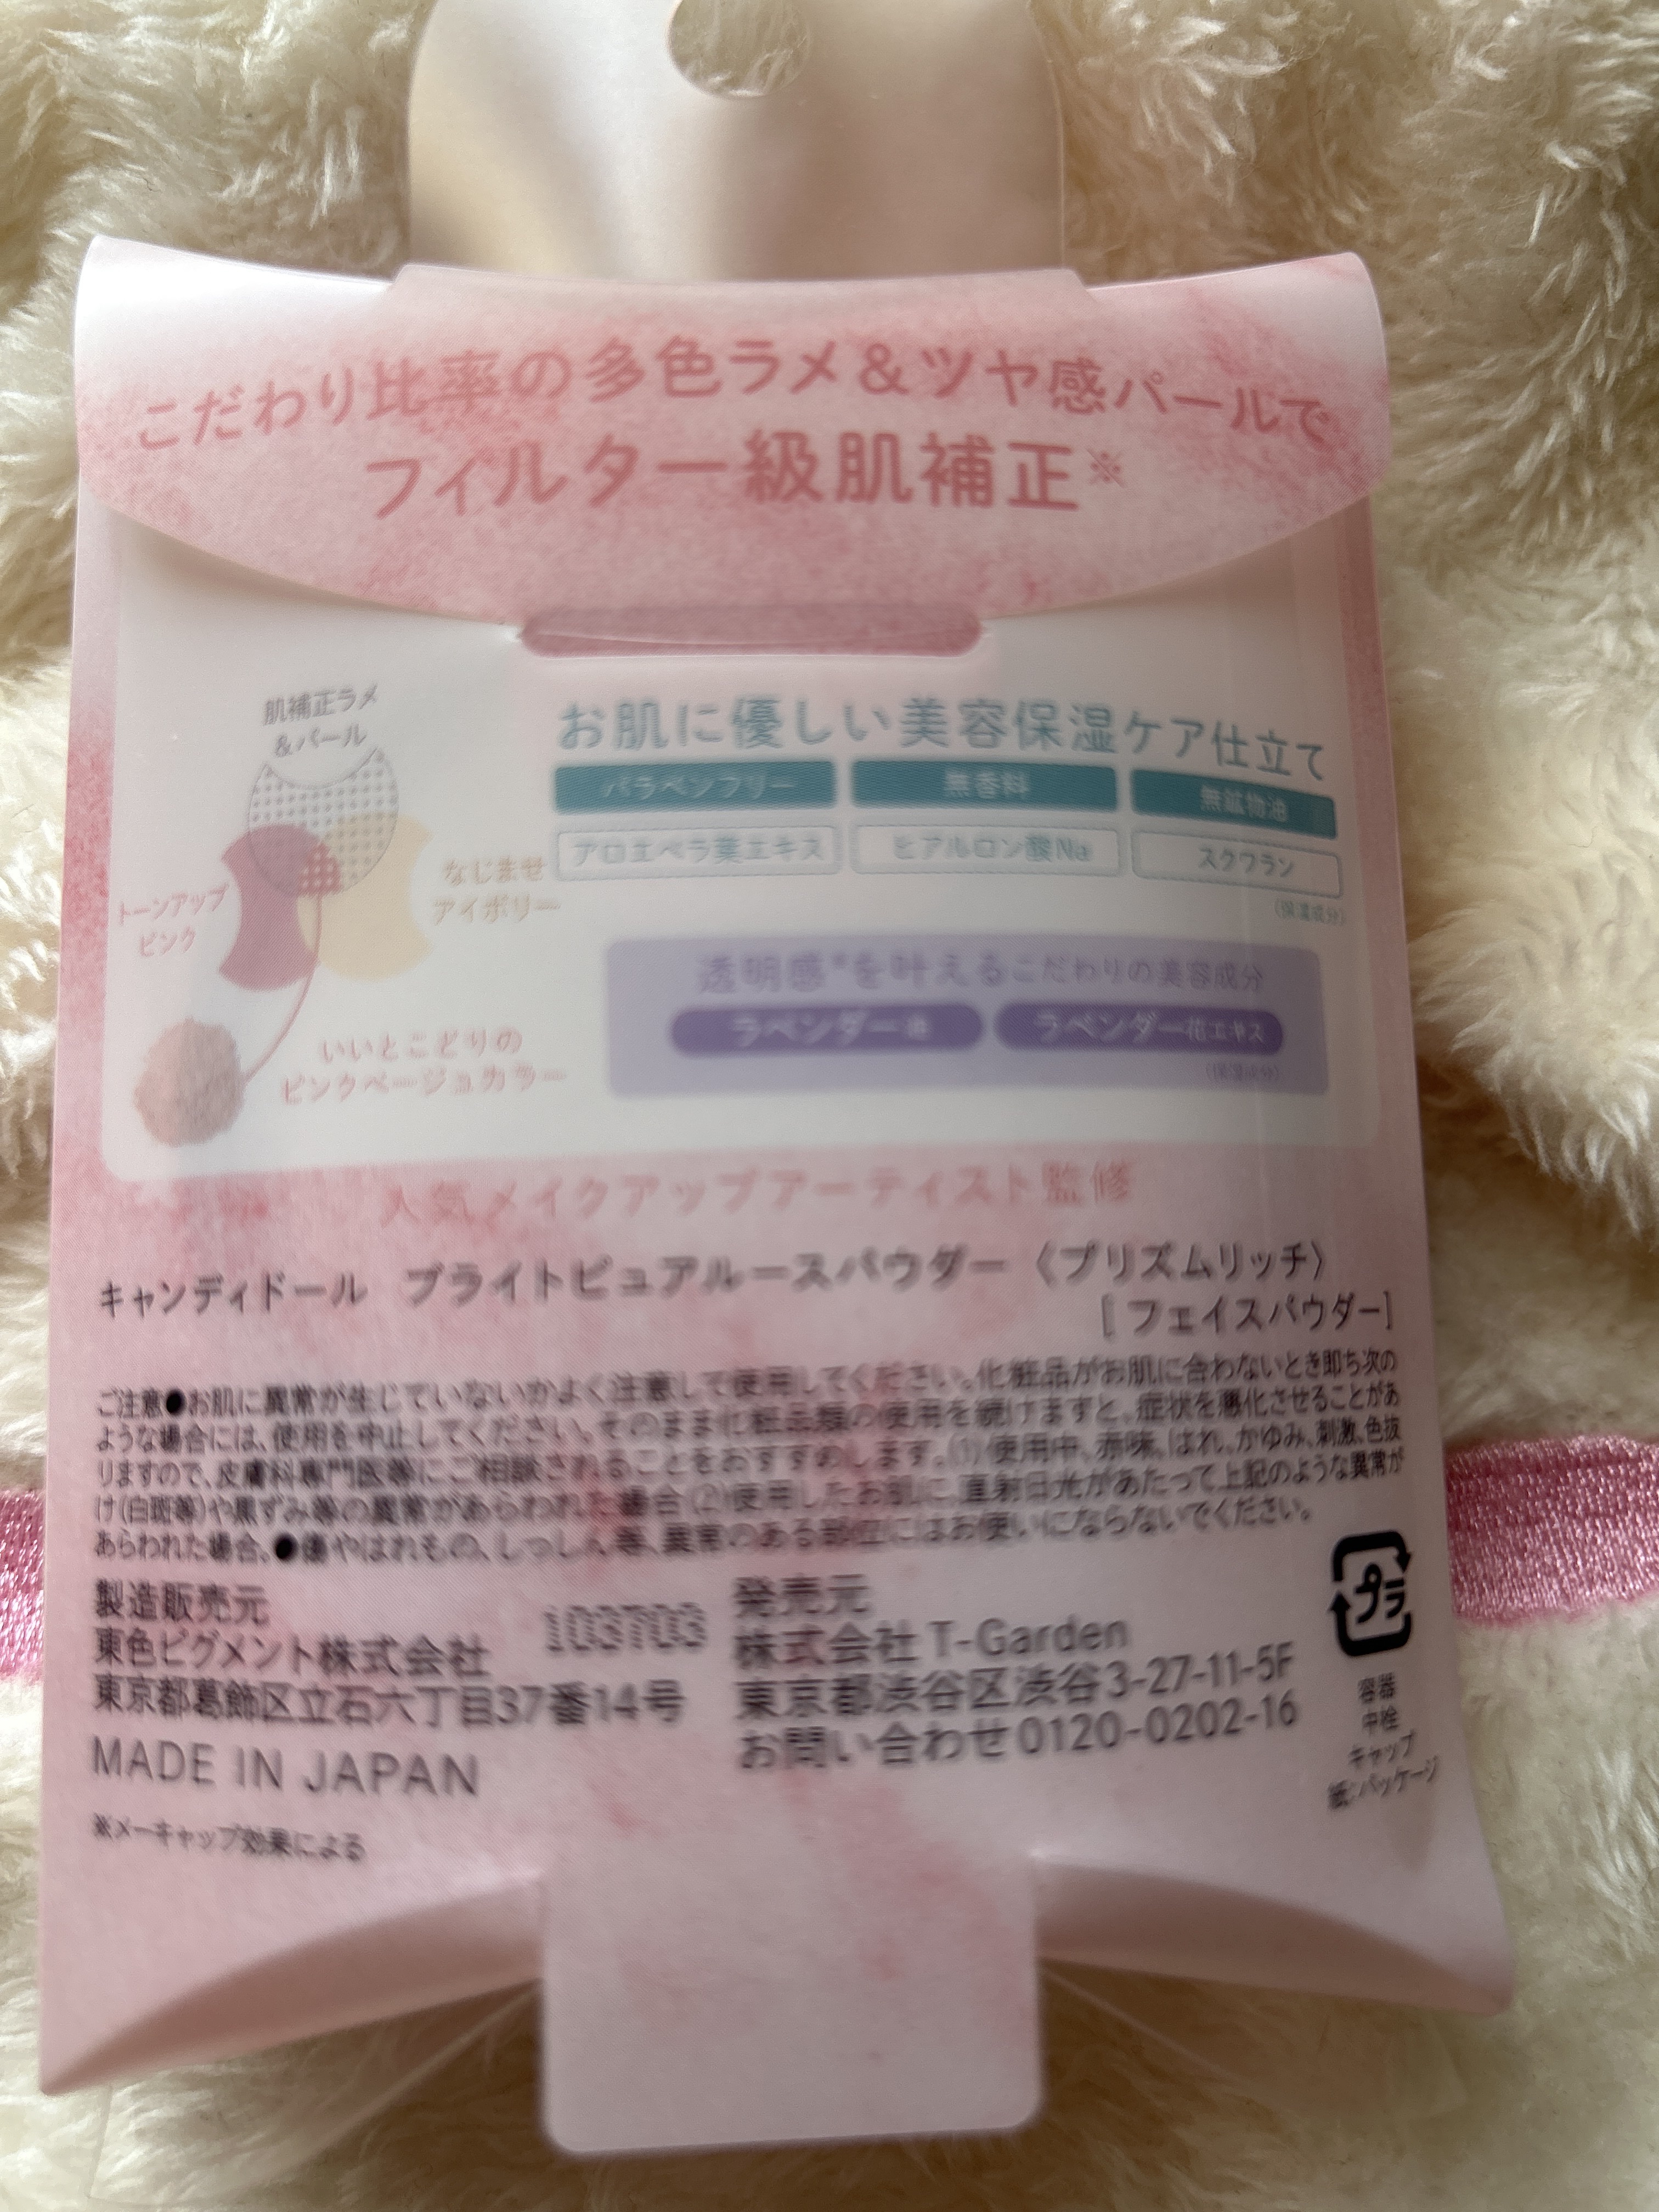 こだわり比率の多色ラメ&ツヤ感パールで
フィルター級肌補正※
肌補正ラメ
&パール
トーンアップ
ピンク
なじませ
アイボリー
いいとこどりの
ピンクベージュカラー
お肌に優しい美容保湿ケア仕立て
パラベンフリー 無香料 無鉱物油
アロエベラ葉エキス ヒアルロン酸Na スクワラン
(保湿成分)
透明感※を叶えるこだわりの美容成分
ラベンダー油 ラベンダー花エキス
(保湿成分)
人気メイクアップアーティスト監修
キャンディドール ブライトピュアルースパウダー〈プリズムリッチ〉
[フェイスパウダー]
ご注意●お肌に異常が生じていないかよく注意して使用してください。化粧品がお肌に合わないとき即ち次の
ような場合には、使用を中止してください。そのまま化粧品類の使用を続けますと、症状を悪化させることがあ
りますので、皮膚科専門医等にご相談されることをおすすめします。(1)使用中、赤味、はれ、かゆみ、刺激、色抜
け(白斑等)や黒ずみ等の異常があらわれた場合(2)使用したお肌に、直射日光があたって上記のような異常が
あらわれた場合、●傷やはれもの、しっしん等、異常のある部位にはお使いにならないでください。
製造販売元
東色ピグメント株式会社
東京都葛飾区立石六丁目37番14号
MADE IN JAPAN
※メーキャップ効果による
103703
発売元
株式会社 T-Garden
東京都渋谷区渋谷3-27-11-5F
お問い合わせ0120-0202-16
プラ
容器
中栓
キャップ
紙:パッケージ